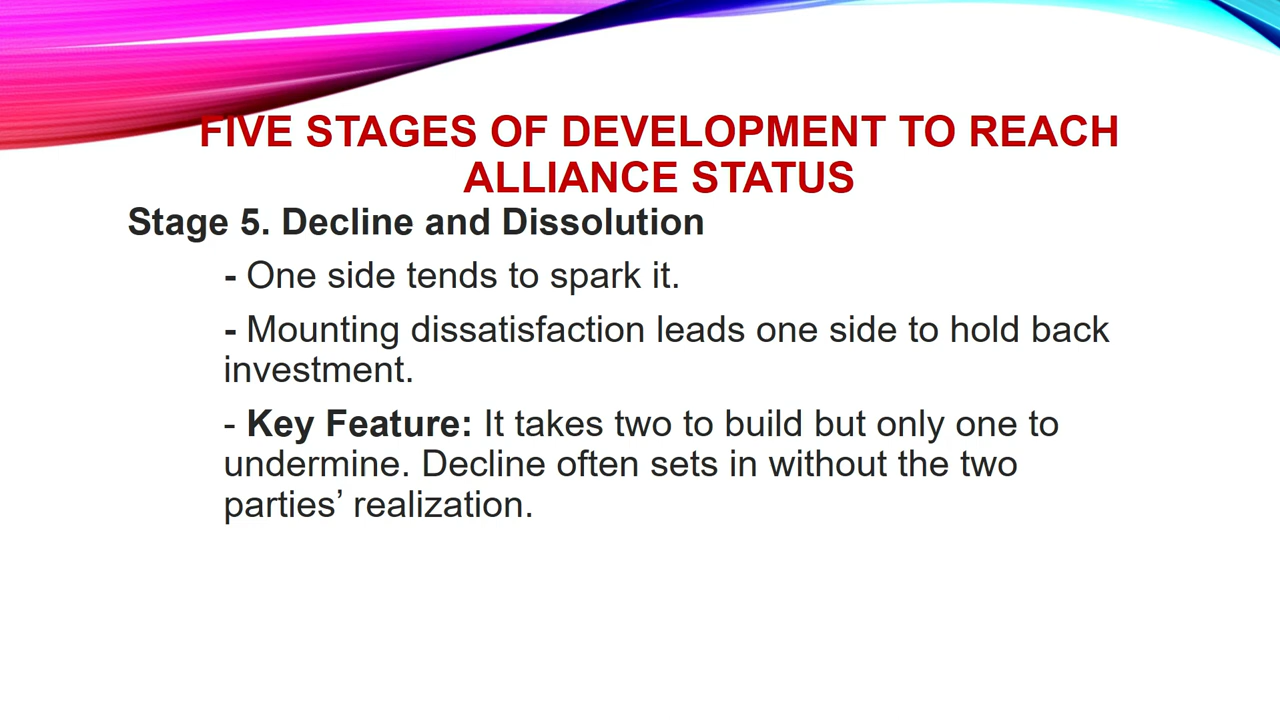 FIVE STAGES OF DEVELOPMENT TO REACH
ALLIANCE STATUS
Stage 5. Decline and Dissolution
- One side tends to spark it.
- Mounting dissatisfaction leads one side to hold back
investment.
- Key Feature: It takes two to build but only one to
undermine. Decline often sets in without the two
parties’ realization.